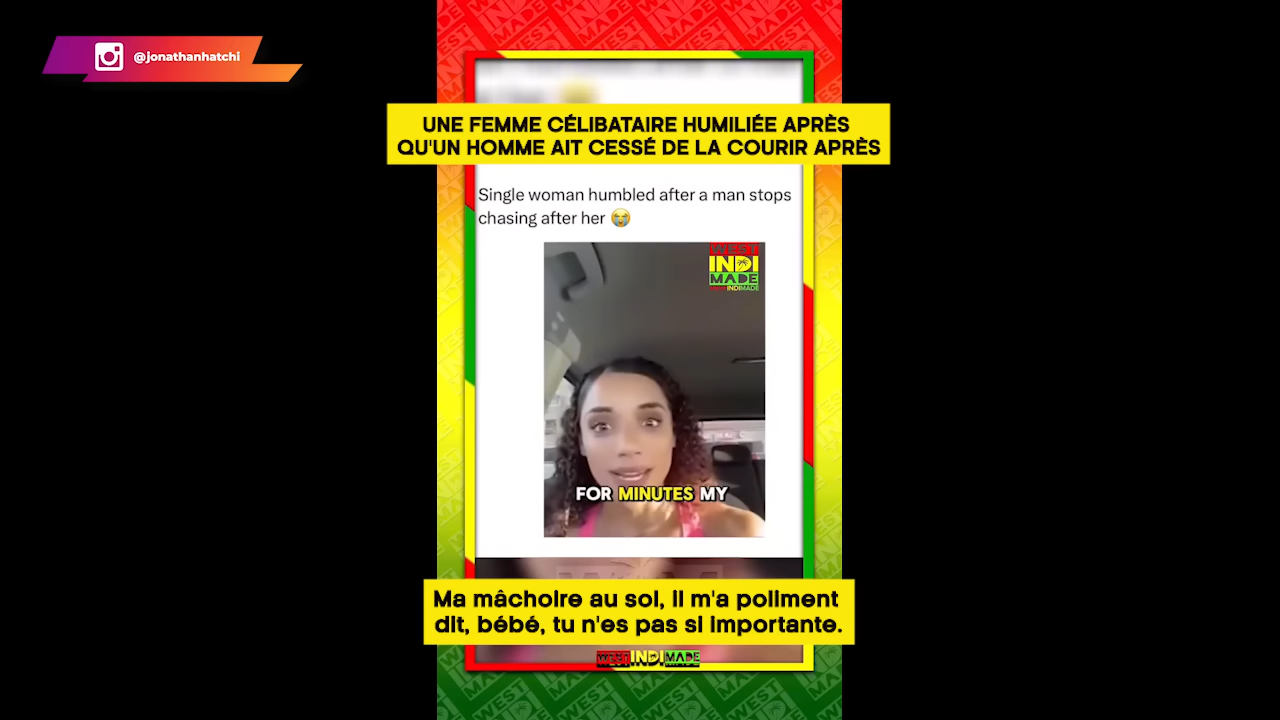 @jonathanhatchi
UNE FEMME CÉLIBATAIRE HUMILIÉE APRÈS
QU'UN HOMME AIT CESSÉ DE LA COURIR APRÈS
Single woman humbled after a man stops
chasing after her 😭
WEST
INDI
MADE
INDIMADE
FOR MINUTES MY
Ma mâchoire au sol, il m'a poliment
dit, bébé, tu n'es pas si importante.
WEST INDI MADE